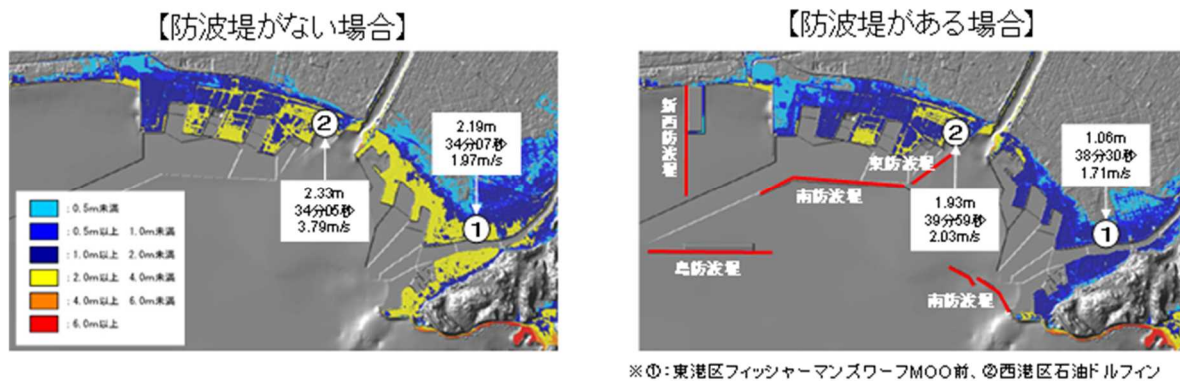 【防波堤がない場合】
2.19m
34分07秒
1.97m/s
②
①
2.33m
34分05秒
3.79m/s
：0.5m未満
：0.5m以上　1.0m未満
：1.0m以上　2.0m未満
：2.0m以上　4.0m未満
：4.0m以上　6.0m未満
：6.0m以上
【防波堤がある場合】
新西防波堤
②
1.06m
38分30秒
1.71m/s
東防波堤
南防波堤
①
1.93m
39分59秒
2.03m/s
島防波堤
南防波堤
※①：東港区フィッシャーマンズワーフMOO前、②西港区石油ドルフィン